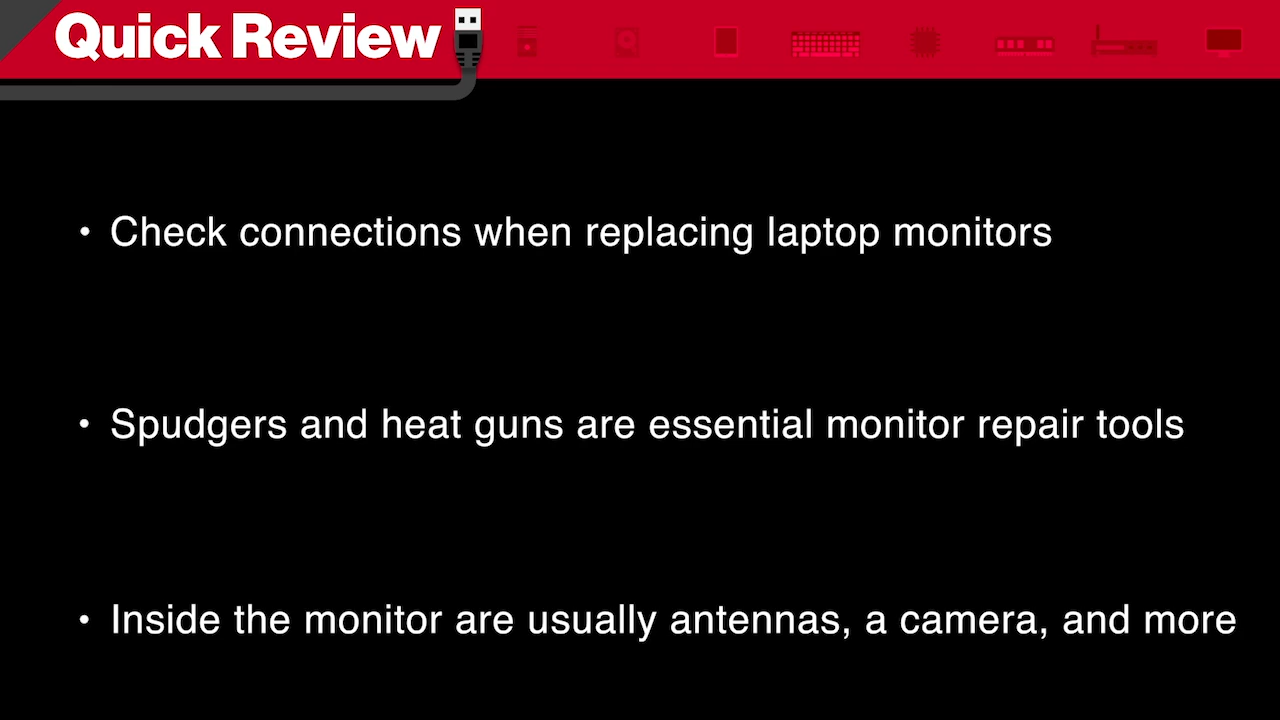 Quick Review
• Check connections when replacing laptop monitors
• Spudgers and heat guns are essential monitor repair tools
• Inside the monitor are usually antennas, a camera, and more